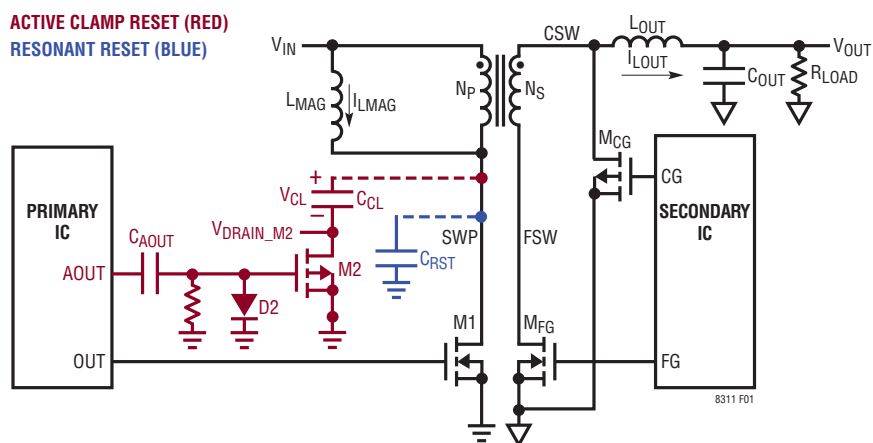 ACTIVE CLAMP RESET (RED)
RESONANT RESET (BLUE)
VIN
CSW
LOUT
VOUT
ILOUT
COUT
RLOAD
LMAG
ILMAG
NP
NS
MCG
CG
PRIMARY
IC
SECONDARY
IC
+
VCL
CCL
–
VDRAIN_M2
CAOUT
AOUT
M2
D2
CRST
SWP
FSW
M1
MFG
OUT
FG
8311 F01